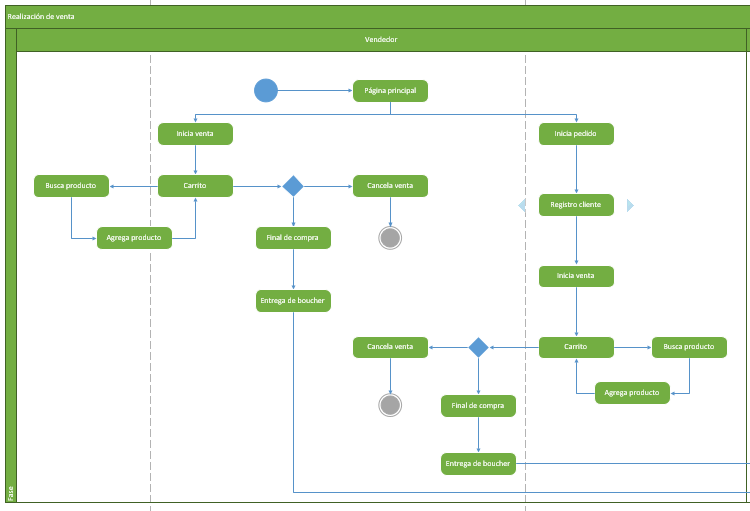 Realización de venta
Vendedor
Página principal
Inicia venta
Inicia pedido
Busca producto
Carrito
Cancela venta
Registro cliente
Agrega producto
Final de compra
Inicia venta
Entrega de boucher
Cancela venta
Carrito
Busca producto
Agrega producto
Final de compra
Entrega de boucher
Fase